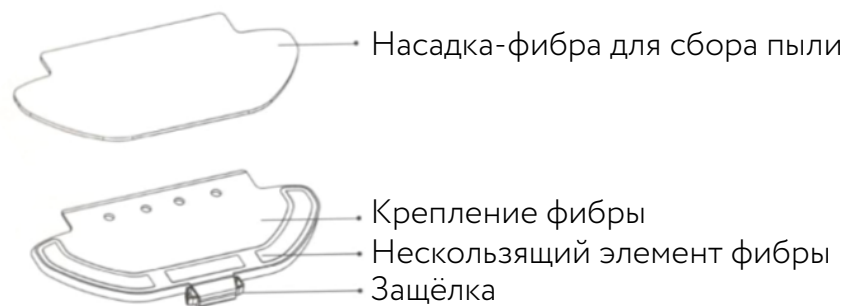 Насадка-фибра для сбора пыли
Крепление фибры
Нескользящий элемент фибры
Защёлка